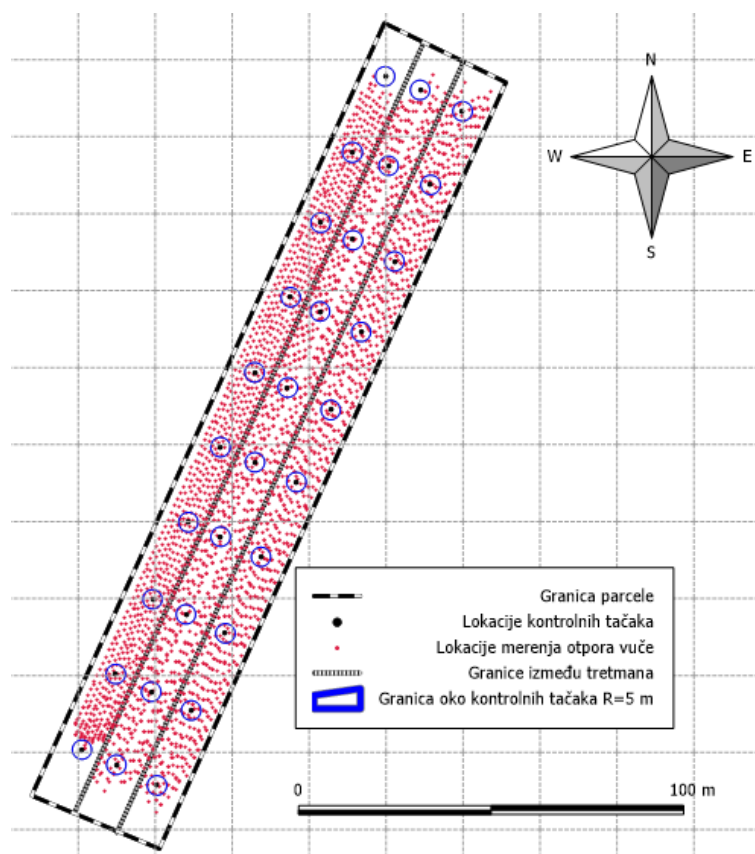 N
W E
S
Granica parcele
Lokacije kontrolnih tačaka
Lokacije merenja otpora vuče
Granice između tretmana
Granica oko kontrolnih tačaka R=5 m
0 100 m